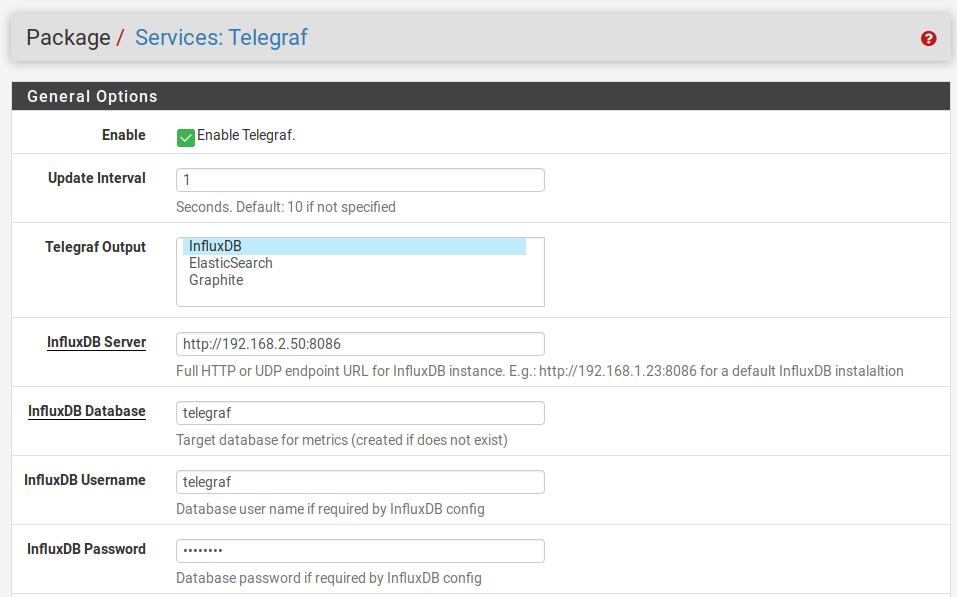 Package / Services: Telegraf
General Options
Enable Enable Telegraf.
Update Interval 1
Seconds. Default: 10 if not specified
Telegraf Output InfluxDB
ElasticSearch
Graphite
InfluxDB Server http://192.168.2.50:8086
Full HTTP or UDP endpoint URL for InfluxDB instance. E.g.: http://192.168.1.23:8086 for a default InfluxDB instalaltion
InfluxDB Database telegraf
Target database for metrics (created if does not exist)
InfluxDB Username telegraf
Database user name if required by InfluxDB config
InfluxDB Password ••••••••
Database password if required by InfluxDB config